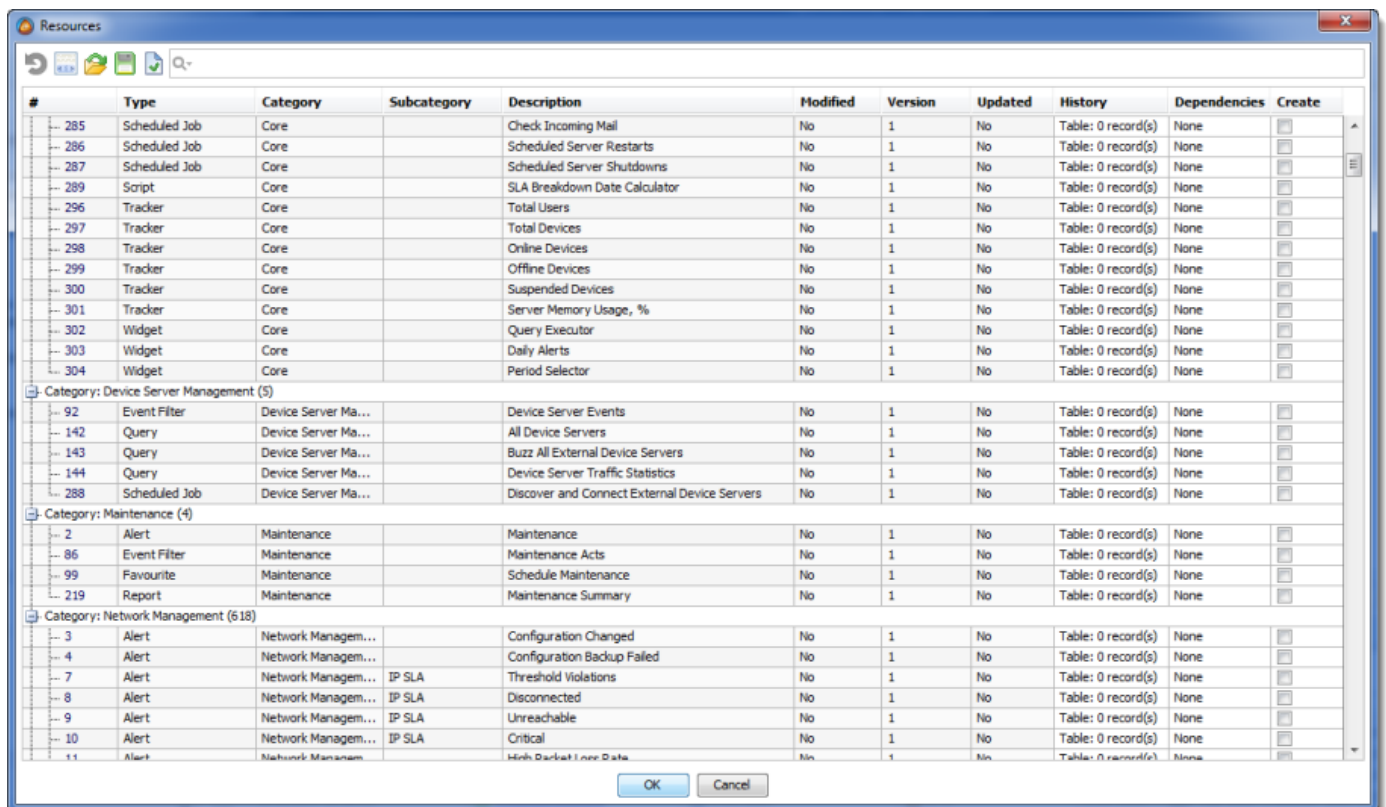 Resources
# Type Category Subcategory Description Modified Version Updated History Dependencies Create
285 Scheduled Job Core Check Incoming Mail No 1 No Table: 0 record(s) None
286 Scheduled Job Core Scheduled Server Restarts No 1 No Table: 0 record(s) None
287 Scheduled Job Core Scheduled Server Shutdowns No 1 No Table: 0 record(s) None
289 Script Core SLA Breakdown Date Calculator No 1 No Table: 0 record(s) None
296 Tracker Core Total Users No 1 No Table: 0 record(s) None
297 Tracker Core Total Devices No 1 No Table: 0 record(s) None
298 Tracker Core Online Devices No 1 No Table: 0 record(s) None
299 Tracker Core Offline Devices No 1 No Table: 0 record(s) None
300 Tracker Core Suspended Devices No 1 No Table: 0 record(s) None
301 Tracker Core Server Memory Usage, % No 1 No Table: 0 record(s) None
302 Widget Core Query Executor No 1 No Table: 0 record(s) None
303 Widget Core Daily Alerts No 1 No Table: 0 record(s) None
304 Widget Core Period Selector No 1 No Table: 0 record(s) None
Category: Device Server Management (5)
92 Event Filter Device Server Ma... Device Server Events No 1 No Table: 0 record(s) None
142 Query Device Server Ma... All Device Servers No 1 No Table: 0 record(s) None
143 Query Device Server Ma... Buzz All External Device Servers No 1 No Table: 0 record(s) None
144 Query Device Server Ma... Device Server Traffic Statistics No 1 No Table: 0 record(s) None
288 Scheduled Job Device Server Ma... Discover and Connect External Device Servers No 1 No Table: 0 record(s) None
Category: Maintenance (4)
2 Alert Maintenance Maintenance No 1 No Table: 0 record(s) None
86 Event Filter Maintenance Maintenance Acts No 1 No Table: 0 record(s) None
99 Favourite Maintenance Schedule Maintenance No 1 No Table: 0 record(s) None
219 Report Maintenance Maintenance Summary No 1 No Table: 0 record(s) None
Category: Network Management (618)
3 Alert Network Managem... Configuration Changed No 1 No Table: 0 record(s) None
4 Alert Network Managem... Configuration Backup Failed No 1 No Table: 0 record(s) None
7 Alert Network Managem... IP SLA Threshold Violations No 1 No Table: 0 record(s) None
8 Alert Network Managem... IP SLA Disconnected No 1 No Table: 0 record(s) None
9 Alert Network Managem... IP SLA Unreachable No 1 No Table: 0 record(s) None
10 Alert Network Managem... IP SLA Critical No 1 No Table: 0 record(s) None
11 Alert Network Managem High Packet Loss Rate No 1 No Table: 0 record(s) None
OK Cancel